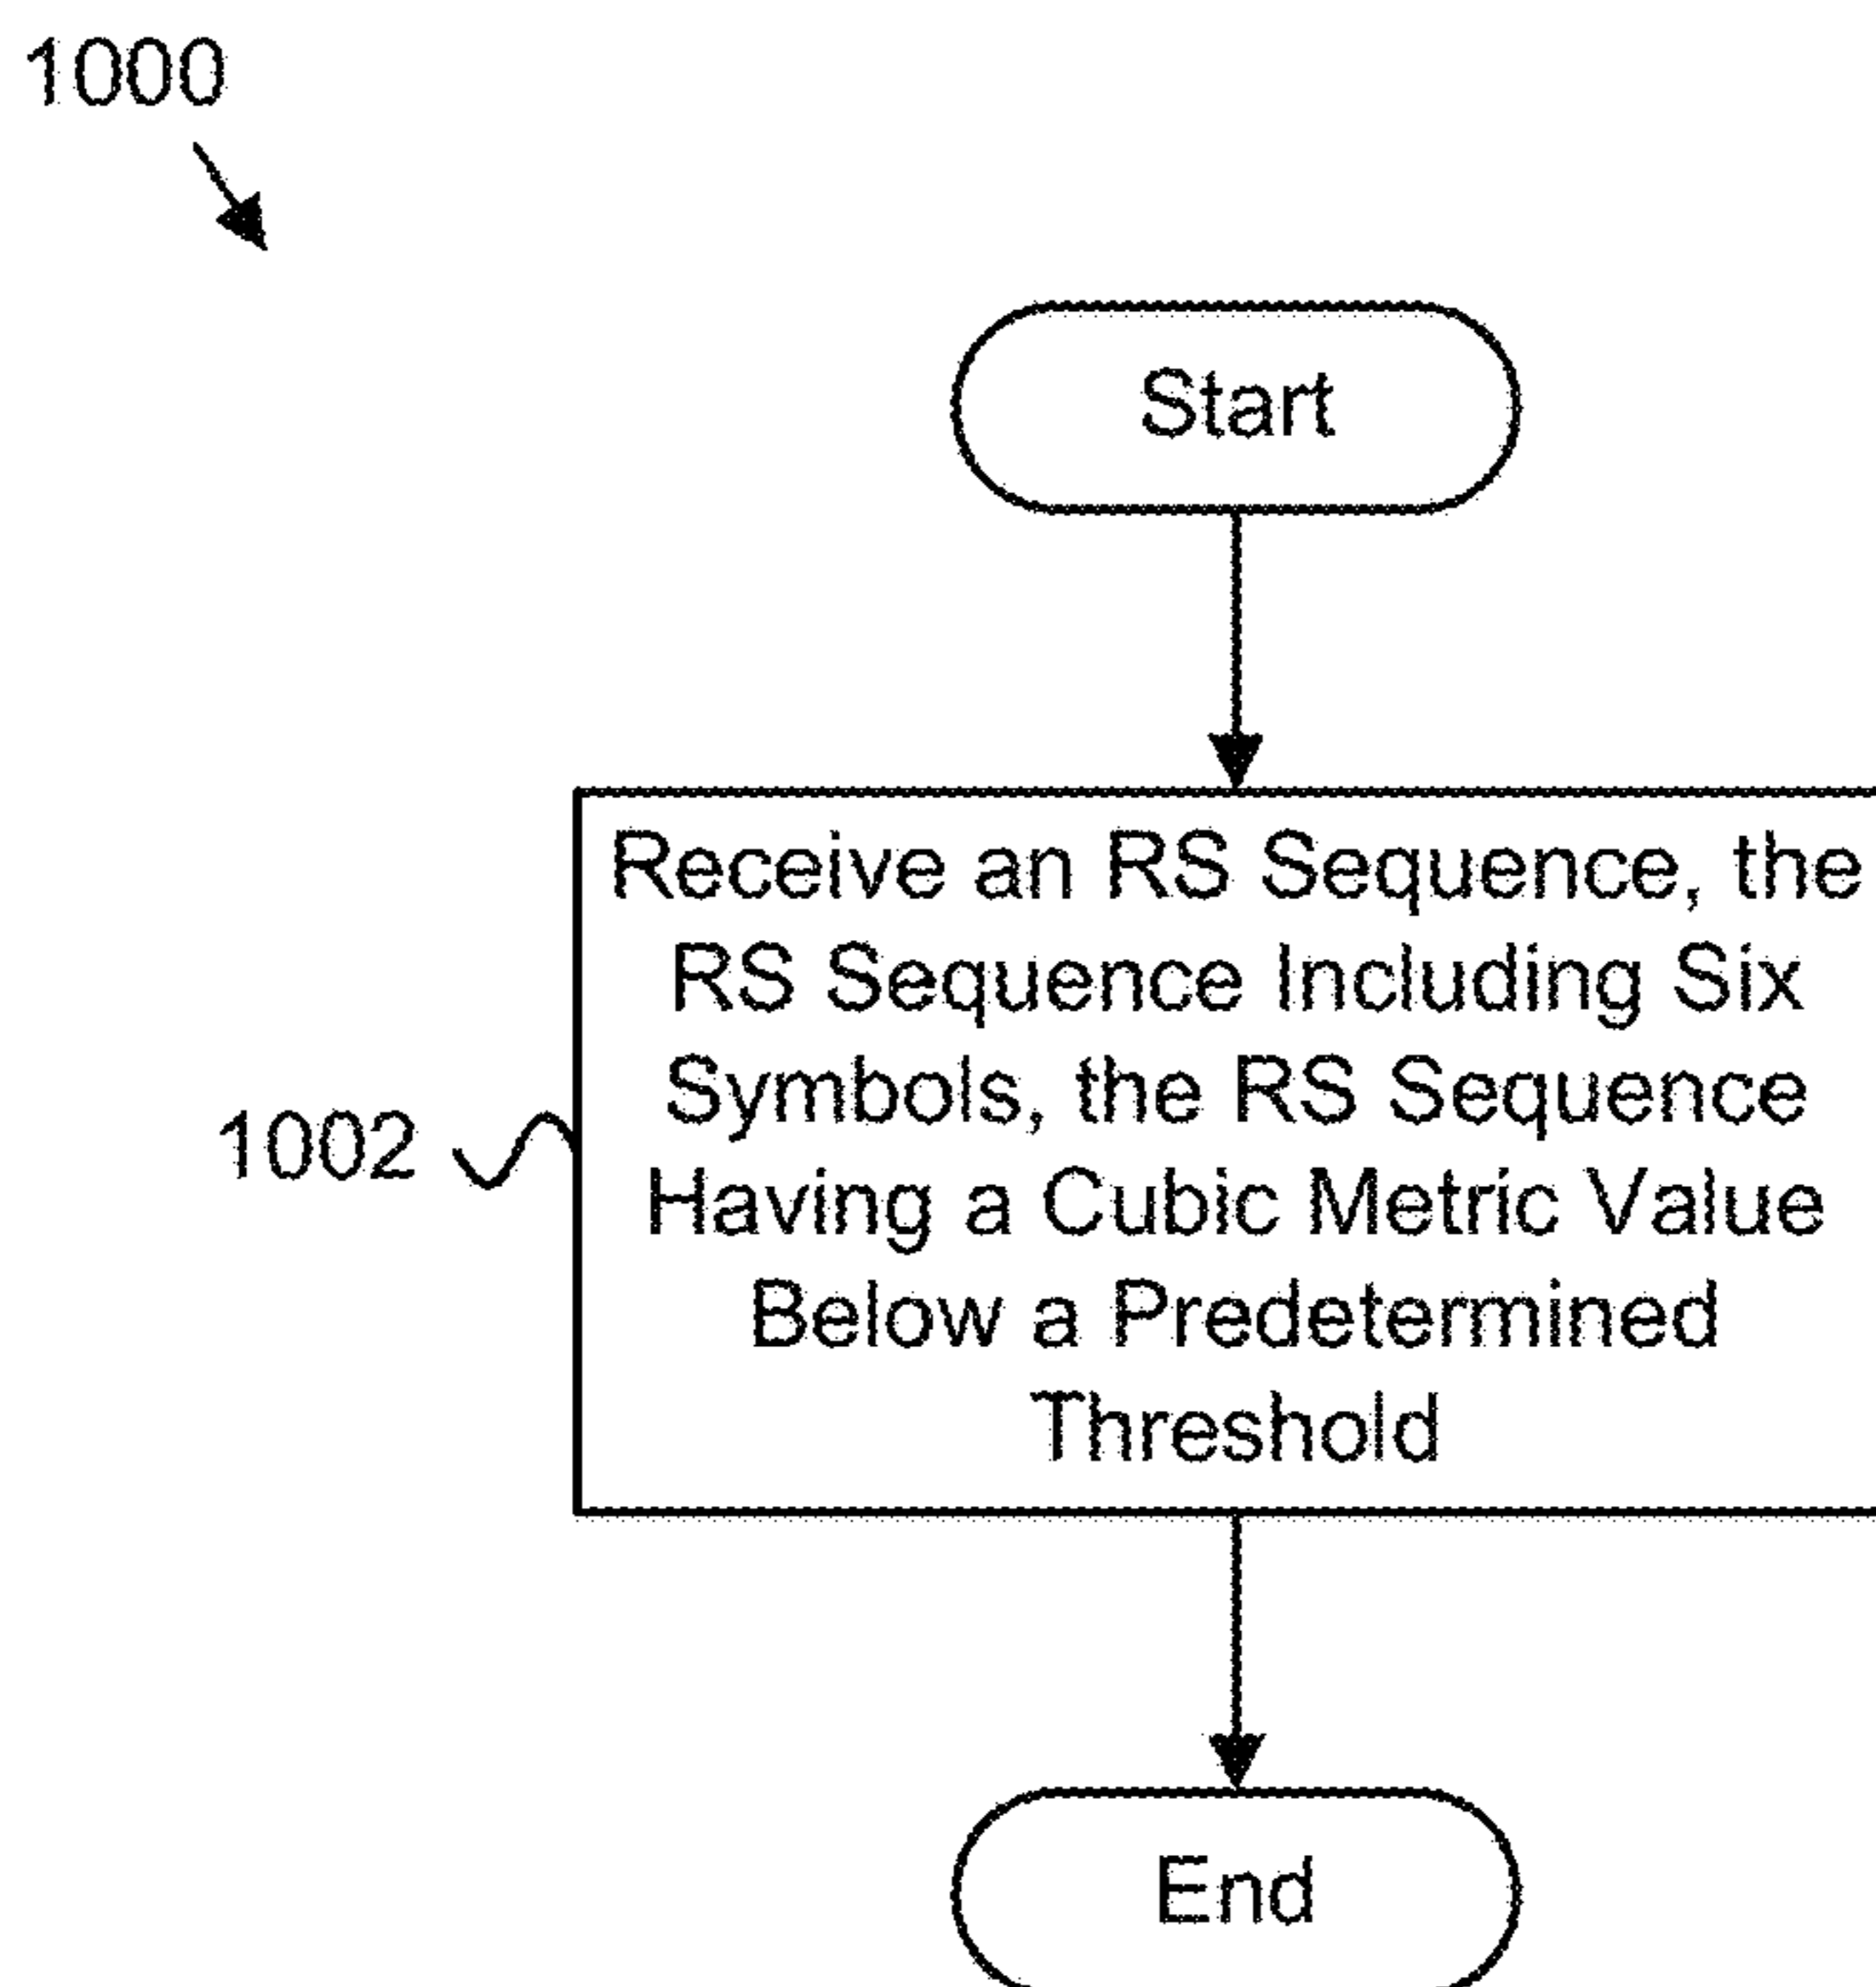 1000
Start
Receive an RS Sequence, the
RS Sequence Including Six
Symbols, the RS Sequence
1002
Having a Cubic Metric Value
Below a Predetermined
Threshold
End